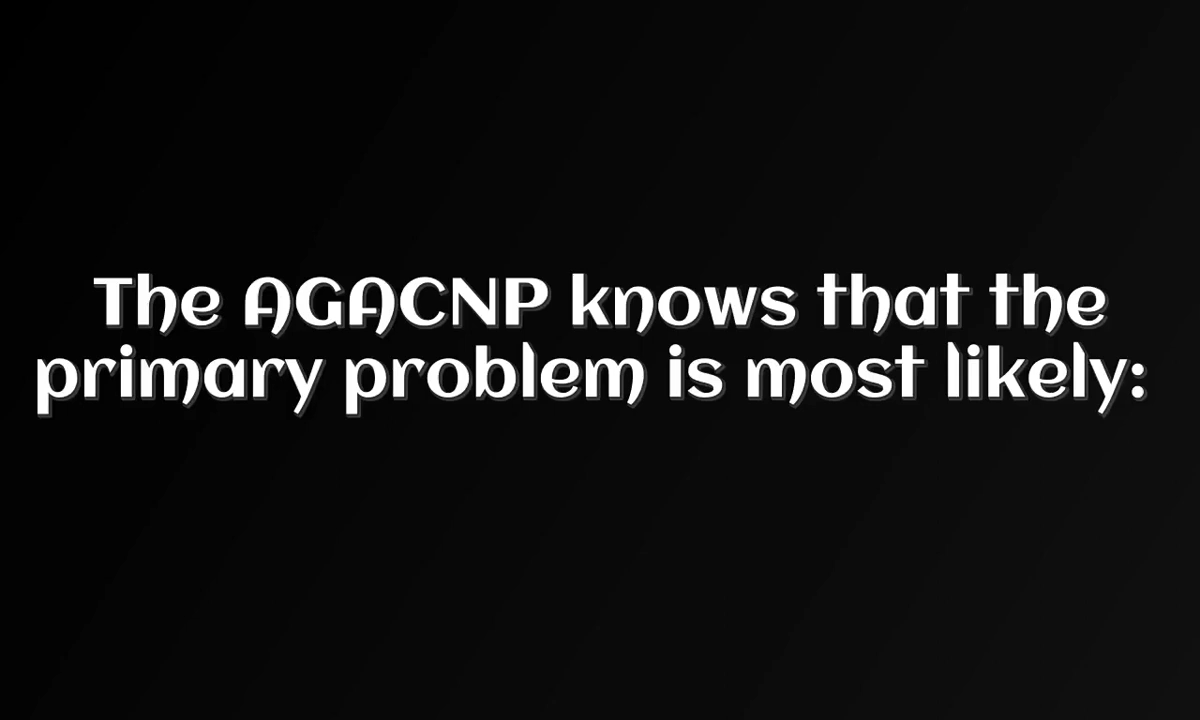 The AGACNP knows that the
primary problem is most likely: